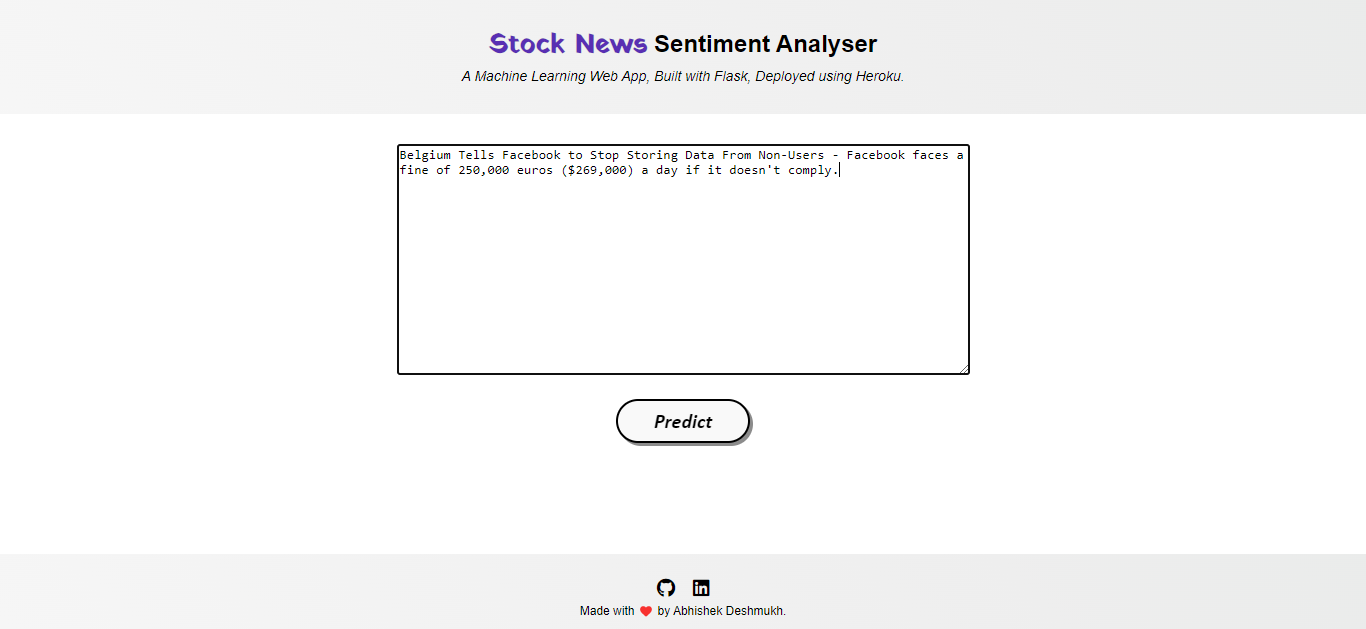 Stock News Sentiment Analyser
A Machine Learning Web App, Built with Flask, Deployed using Heroku.
Belgium Tells Facebook to Stop Storing Data From Non-Users - Facebook faces a
fine of 250,000 euros ($269,000) a day if it doesn't comply.
Predict
Made with ❤ by Abhishek Deshmukh.